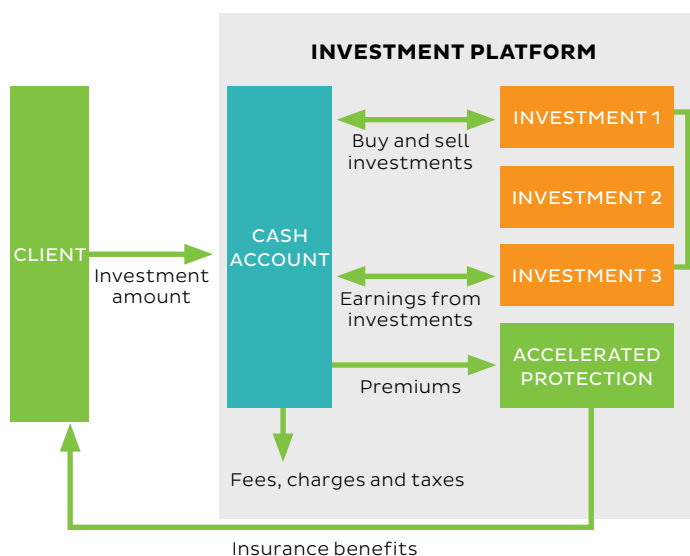 INVESTMENT PLATFORM
CLIENT
Investment
amount
CASH
ACCOUNT
Buy and sell
investments
Earnings from
investments
Premiums
Fees, charges and taxes
INVESTMENT 1
INVESTMENT 2
INVESTMENT 3
ACCELERATED
PROTECTION
Insurance benefits